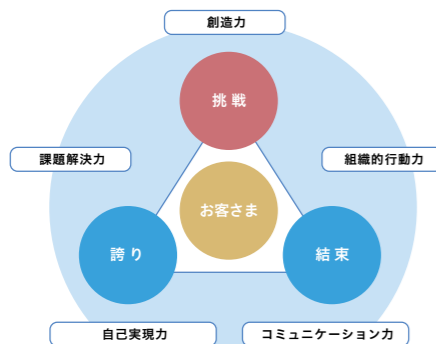 創造力
挑戦
課題解決力
組織的行動力
お客さま
誇り
結束
自己実現力
コミュニケーション力